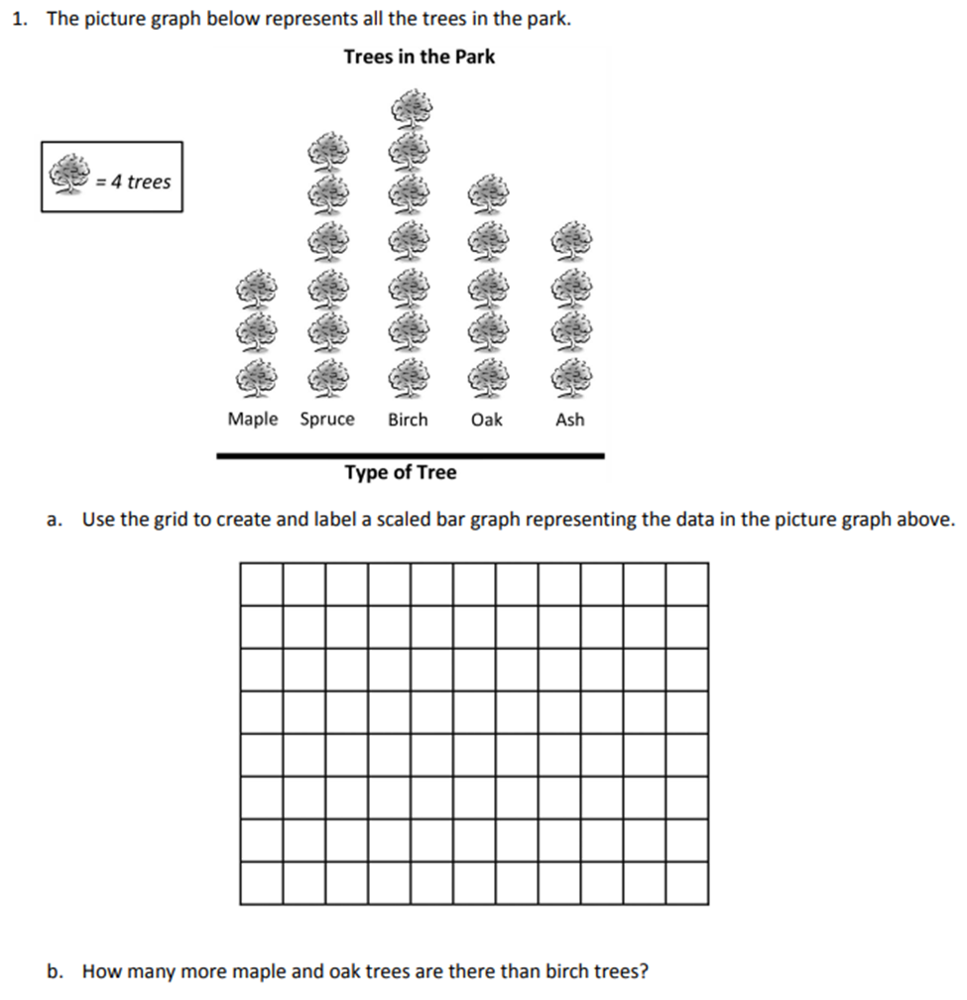 1. The picture graph below represents all the trees in the park.
Trees in the Park
= 4 trees
Maple Spruce Birch Oak Ash
Type of Tree
a. Use the grid to create and label a scaled bar graph representing the data in the picture graph above.
b. How many more maple and oak trees are there than birch trees?